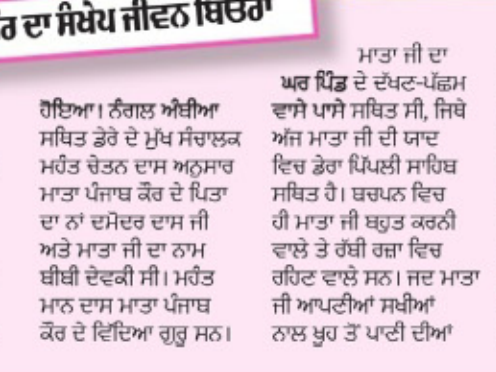 ਰ ਦਾ ਸੰਖੇਪ ਜੀਵਨ ਬਿਓਰਾ
ਹੋਇਆ। ਨੰਗਲ ਅੰਬੀਆ
ਸਥਿਤ ਡੇਰੇ ਦੇ ਮੁੱਖ ਸੰਚਾਲਕ
ਮਹੰਤ ਚੇਤਨ ਦਾਸ ਅਨੁਸਾਰ
ਮਾਤਾ ਪੰਜਾਬ ਕੌਰ ਦੇ ਪਿਤਾ
ਦਾ ਨਾਂ ਦਮੋਦਰ ਦਾਸ ਜੀ
ਅਤੇ ਮਾਤਾ ਜੀ ਦਾ ਨਾਮ
ਬੀਬੀ ਦੇਵਕੀ ਸੀ। ਮਹੰਤ
ਮਾਨ ਦਾਸ ਮਾਤਾ ਪੰਜਾਬ
ਕੌਰ ਦੇ ਵਿੱਦਿਆ ਗੁਰੂ ਸਨ।
ਮਾਤਾ ਜੀ ਦਾ
ਘਰ ਪਿੰਡ ਦੇ ਦੱਖਣ-ਪੱਛਮ
ਵਾਸੇ ਪਾਸੇ ਸਥਿਤ ਸੀ, ਜਿਥੇ
ਅੱਜ ਮਾਤਾ ਜੀ ਦੀ ਯਾਦ
ਵਿਚ ਡੇਰਾ ਪਿੱਪਲੀ ਸਾਹਿਬ
ਸਥਿਤ ਹੈ। ਬਚਪਨ ਵਿਚ
ਹੀ ਮਾਤਾ ਜੀ ਬਹੁਤ ਕਰਨੀ
ਵਾਲੇ ਤੇ ਰੱਬੀ ਰਜ਼ਾ ਵਿਚ
ਰਹਿਣ ਵਾਲੇ ਸਨ। ਜਦ ਮਾਤਾ
ਜੀ ਆਪਣੀਆਂ ਸਖੀਆਂ
ਨਾਲ ਖੂਹ ਤੋਂ ਪਾਣੀ ਦੀਆਂ